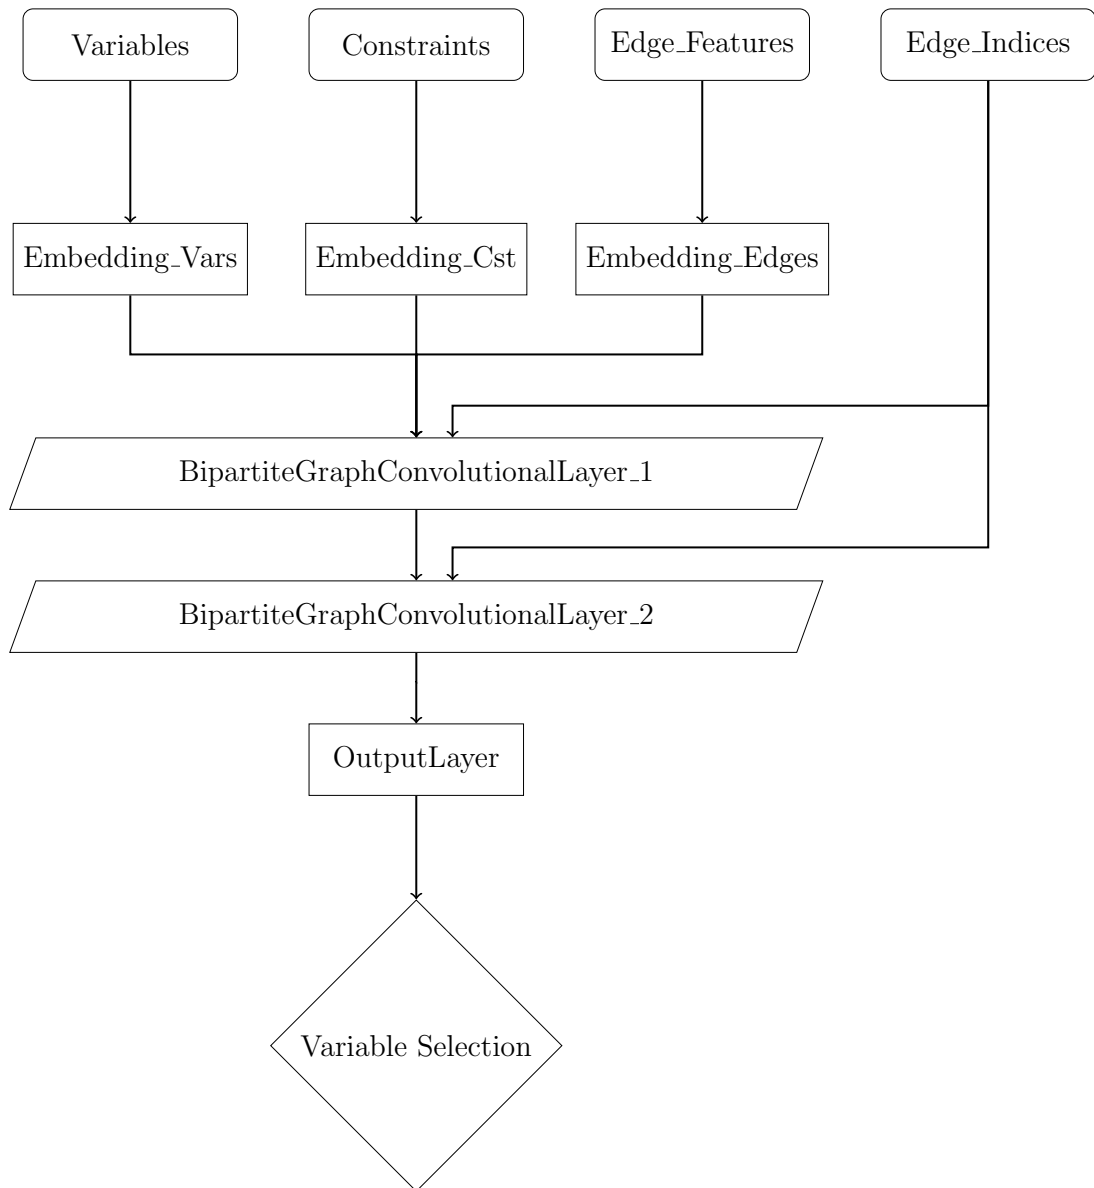 Variables
Constraints
Edge_Features
Edge_Indices
Embedding_Vars
Embedding_Cst
Embedding_Edges
BipartiteGraphConvolutionalLayer_1
BipartiteGraphConvolutionalLayer_2
OutputLayer
Variable Selection